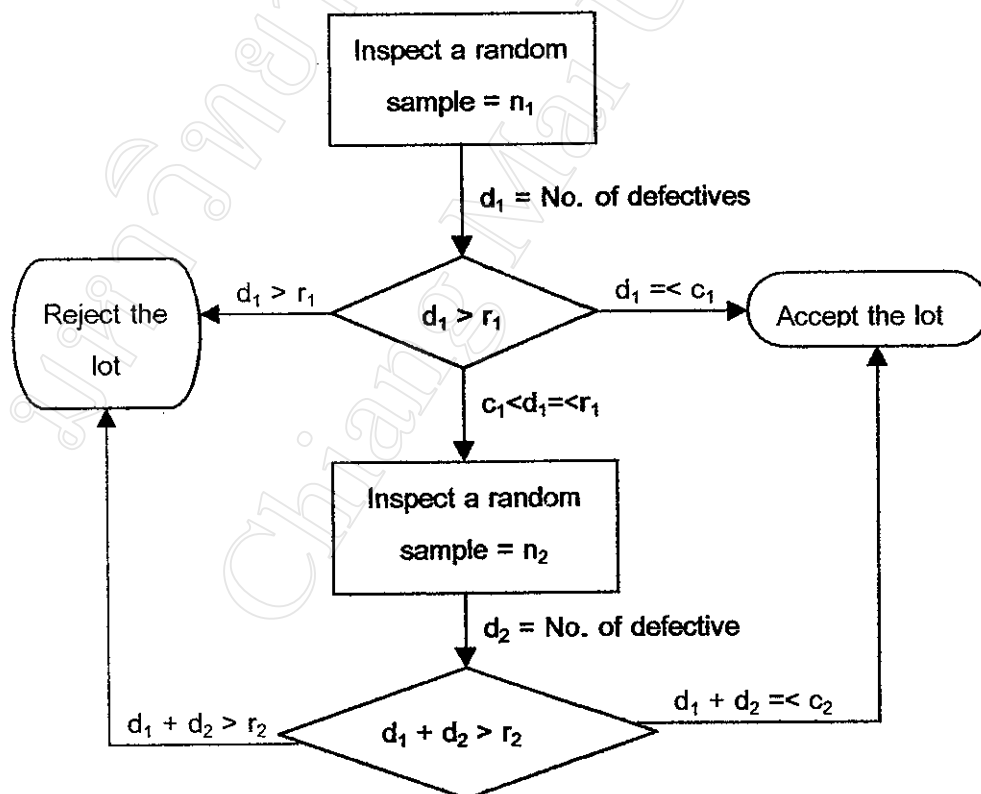 Inspect a random
sample = n₁
d₁ = No. of defectives
d₁ > r₁
d₁ =< c₁
Reject the
lot
d₁ > r₁
Accept the lot
c₁<d₁=<r₁
Inspect a random
sample = n₂
d₂ = No. of defective
d₁ + d₂ > r₂
d₁ + d₂ > r₂
d₁ + d₂ =< c₂
Chiang Mai